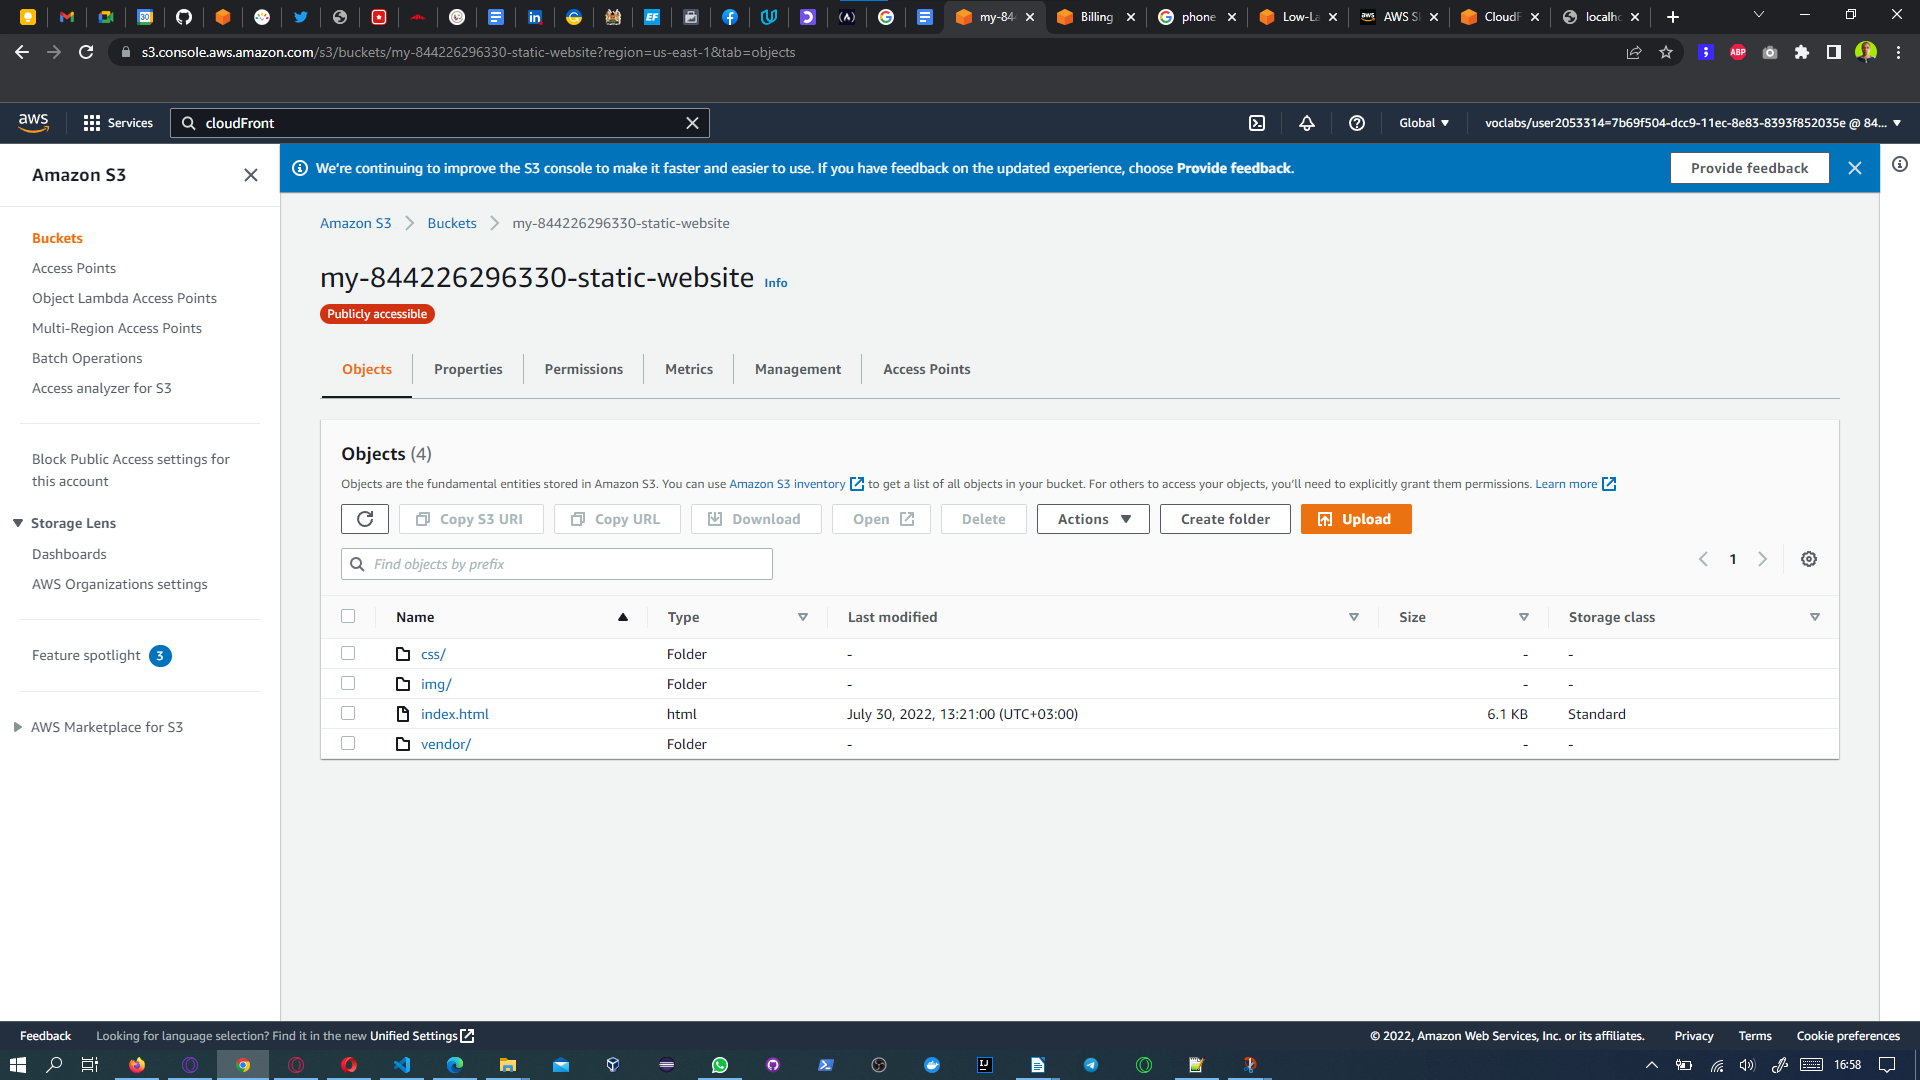 my-84
Billing
phone
Low-La
AWS S
CloudF
localho
s3.console.aws.amazon.com/s3/buckets/my-844226296330-static-website?region=us-east-1&tab=objects
aws
Services
cloudFront
Global
voclabs/user2053314=7b69f504-dcc9-11ec-8e83-8393f852035e @ 84...
Amazon S3
We're continuing to improve the S3 console to make it faster and easier to use. If you have feedback on the updated experience, choose Provide feedback.
Provide feedback
Buckets
Access Points
Object Lambda Access Points
Multi-Region Access Points
Batch Operations
Access analyzer for S3
Block Public Access settings for
this account
Storage Lens
Dashboards
AWS Organizations settings
Feature spotlight 3
AWS Marketplace for S3
Amazon S3 Buckets my-844226296330-static-website
my-844226296330-static-website Info
Publicly accessible
Objects Properties Permissions Metrics Management Access Points
Objects (4)
Objects are the fundamental entities stored in Amazon S3. You can use Amazon S3 inventory to get a list of all objects in your bucket. For others to access your objects, you'll need to explicitly grant them permissions. Learn more
Copy S3 URI Copy URL Download Open Delete Actions Create folder Upload
Find objects by prefix
1
Name Type Last modified Size Storage class
css/ Folder - - -
img/ Folder - - -
index.html html July 30, 2022, 13:21:00 (UTC+03:00) 6.1 KB Standard
vendor/ Folder - - -
Feedback Looking for language selection? Find it in the new Unified Settings
© 2022, Amazon Web Services, Inc. or its affiliates. Privacy Terms Cookie preferences
16:58